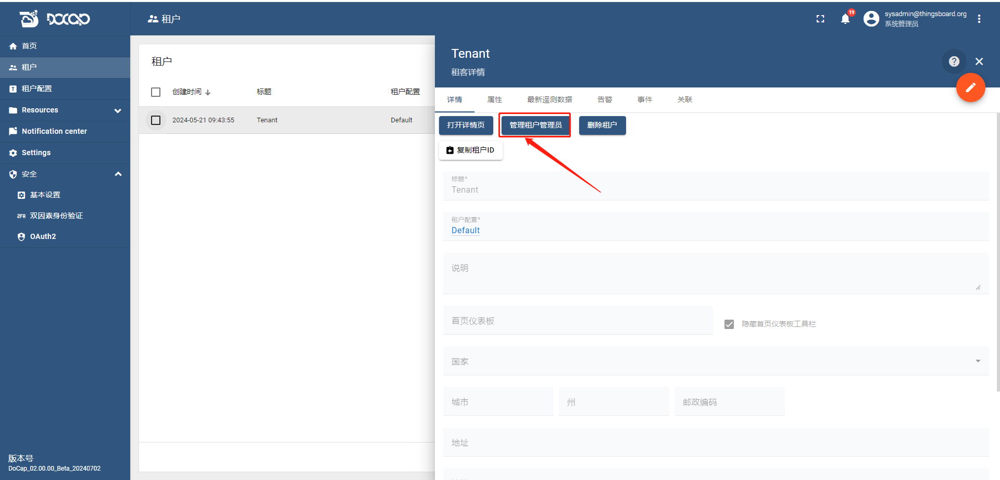 DOCAP
租户
19
sysadmin@thingsboard.org
系统管理员
首页
租户
租户配置
Resources
Notification center
Settings
安全
基本设置
2FA 双因素身份验证
OAuth2
版本号
DoCap_02.00.00_Beta_20240702
租户
创建时间 标题 租户配置
2024-05-21 09:43:55 Tenant Default
Tenant
租客详情
?
详情 属性 最新遥测数据 告警 事件 关联
打开详情页 管理租户管理员 删除租户
复制租户ID
标题*
Tenant
租户配置*
Default
说明
首页仪表板 隐藏首页仪表板工具栏
国家
城市 州 邮政编码
地址